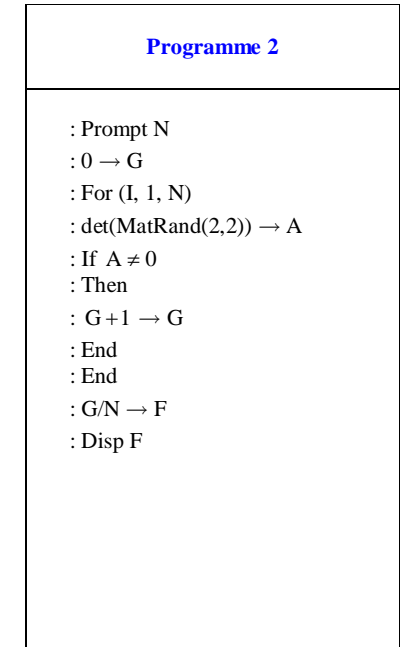 Programme 2
: Prompt N
: 0 → G
: For (I, 1, N)
: det(MatRand(2,2)) → A
: If A ≠ 0
: Then
: G+1 → G
: End
: End
: G/N → F
: Disp F